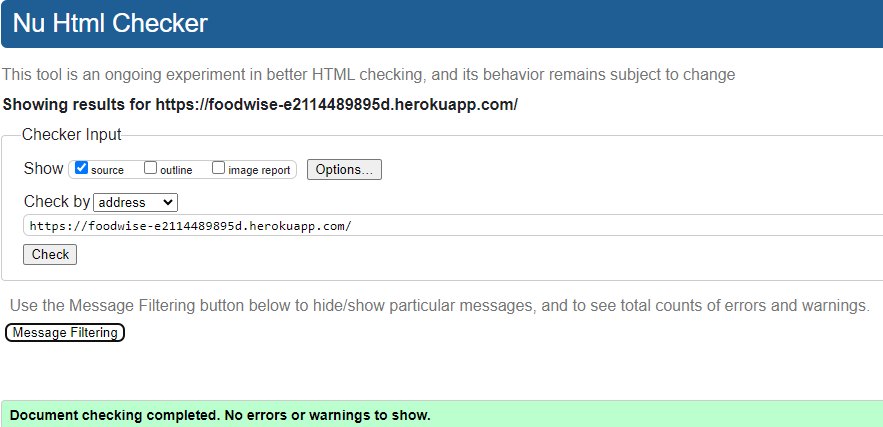 Nu Html Checker
This tool is an ongoing experiment in better HTML checking, and its behavior remains subject to change
Showing results for https://foodwise-e2114489895d.herokuapp.com/
Checker Input
Show source outline image report Options...
Check by address
https://foodwise-e2114489895d.herokuapp.com/
Check
Use the Message Filtering button below to hide/show particular messages, and to see total counts of errors and warnings.
Message Filtering
Document checking completed. No errors or warnings to show.